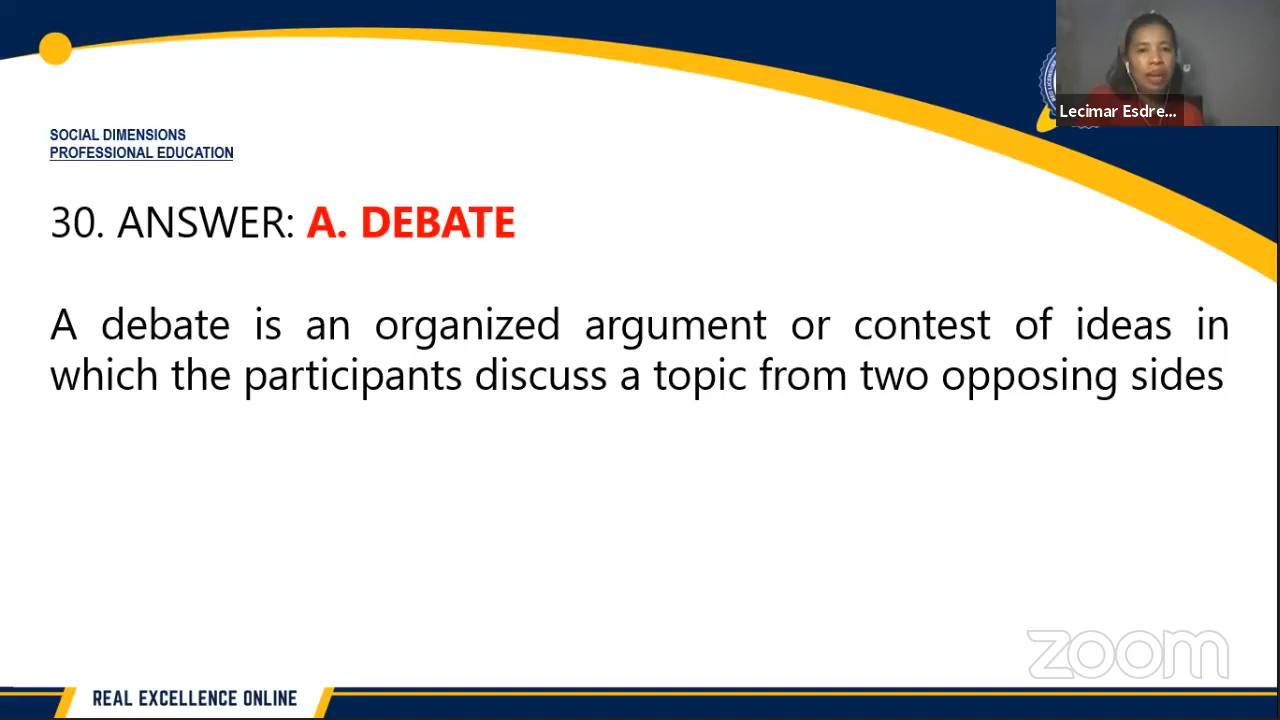 Lecimar Esdre...
SOCIAL DIMENSIONS
PROFESSIONAL EDUCATION
30. ANSWER: A. DEBATE
A debate is an organized argument or contest of ideas in
which the participants discuss a topic from two opposing sides
zoom
REAL EXCELLENCE ONLINE